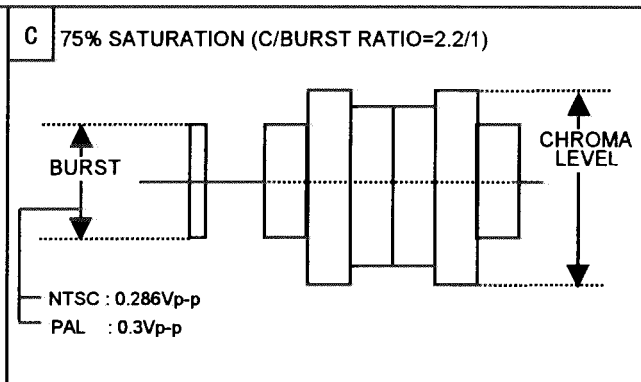 C 75% SATURATION (C/BURST RATIO=2.2/1)
BURST
CHROMA
LEVEL
NTSC : 0.286Vp-p
PAL : 0.3Vp-p